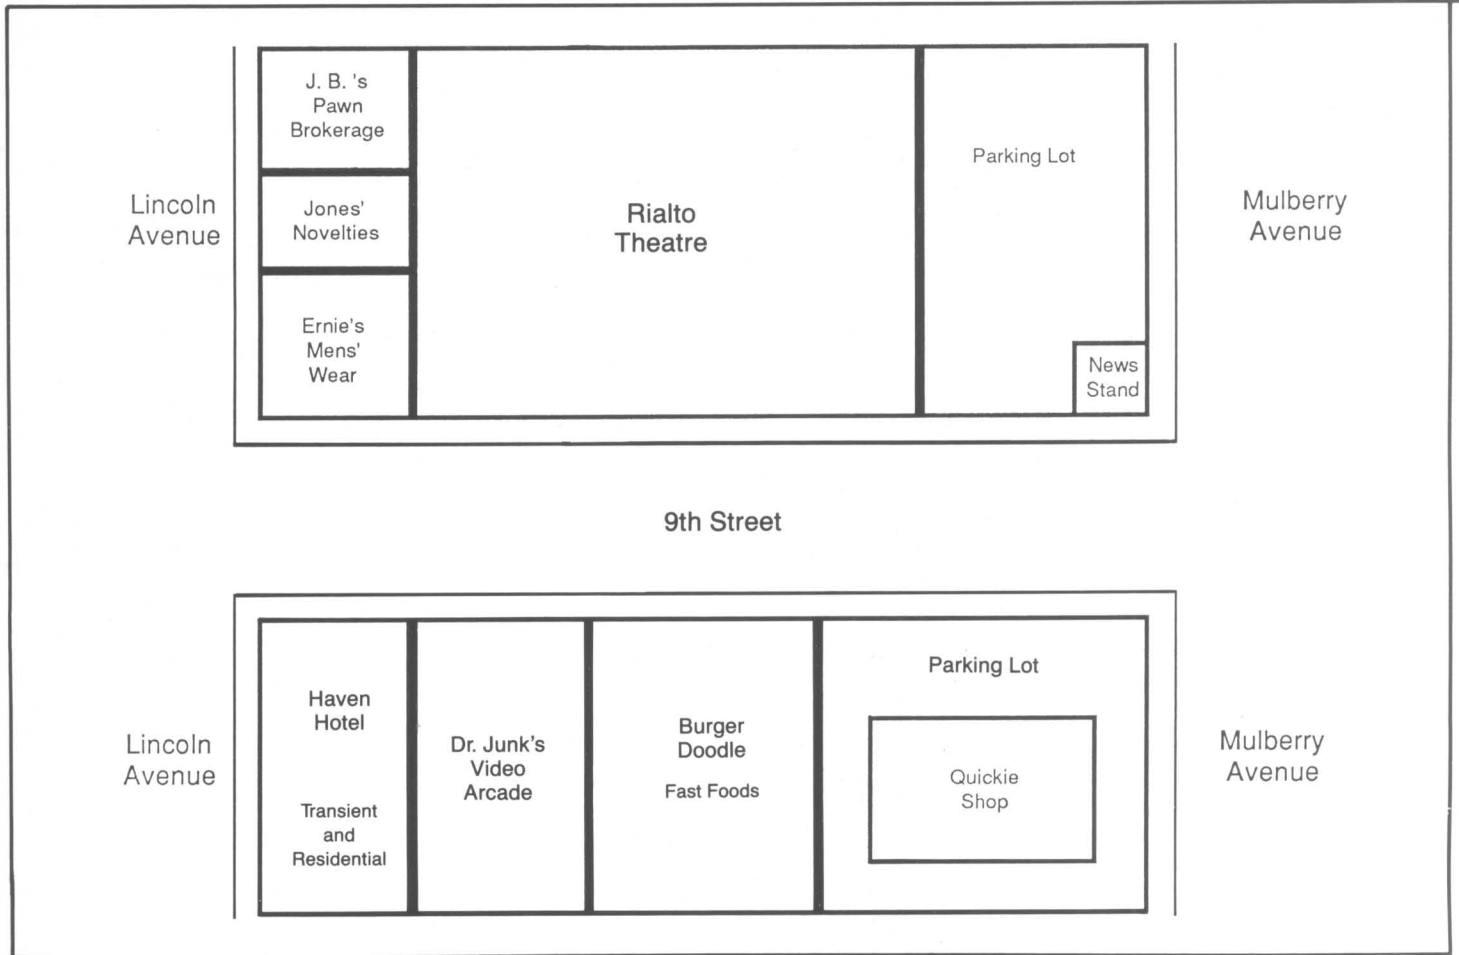 J. B. 's
Pawn
Brokerage
Parking Lot
Lincoln
Avenue
Jones'
Novelties
Rialto
Theatre
Mulberry
Avenue
Ernie's
Mens'
Wear
News
Stand
9th Street
Haven
Hotel
Transient
and
Residential
Lincoln
Avenue
Dr. Junk's
Video
Arcade
Burger
Doodle
Fast Foods
Parking Lot
Quickie
Shop
Mulberry
Avenue